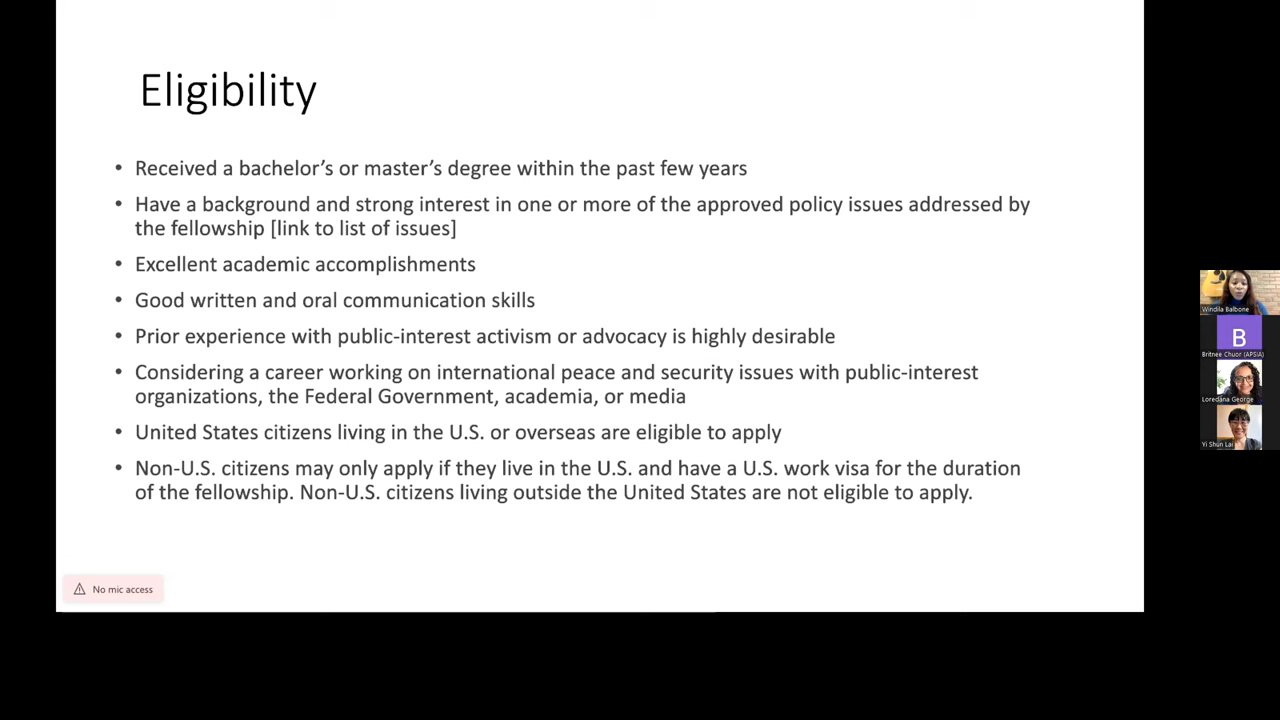 Eligibility
• Received a bachelor's or master's degree within the past few years
• Have a background and strong interest in one or more of the approved policy issues addressed by
the fellowship [link to list of issues]
• Excellent academic accomplishments
• Good written and oral communication skills
• Prior experience with public-interest activism or advocacy is highly desirable
• Considering a career working on international peace and security issues with public-interest
organizations, the Federal Government, academia, or media
• United States citizens living in the U.S. or overseas are eligible to apply
• Non-U.S. citizens may only apply if they live in the U.S. and have a U.S. work visa for the duration
of the fellowship. Non-U.S. citizens living outside the United States are not eligible to apply.
No mic access
Windila Balbone
B
Britnee Chuor (APSIA)
Loredana George
Yi Shun Lai